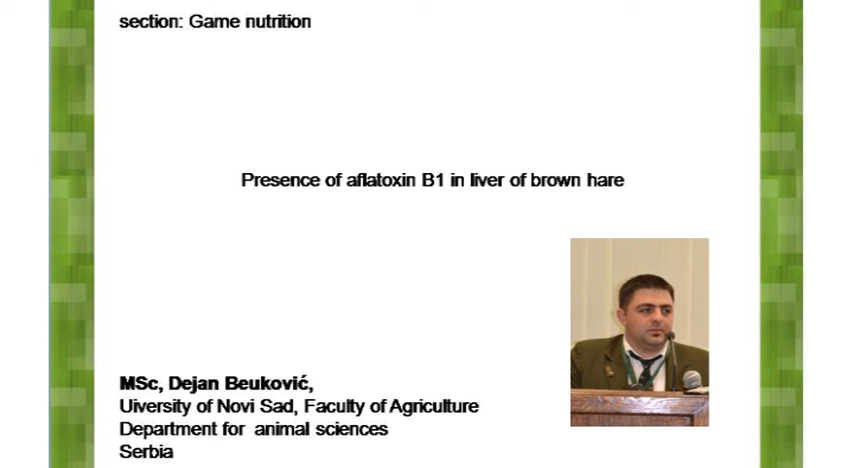 section: Game nutrition
Presence of aflatoxin B1 in liver of brown hare
MSc, Dejan Beuković,
Uiversity of Novi Sad, Faculty of Agriculture
Department for animal sciences
Serbia